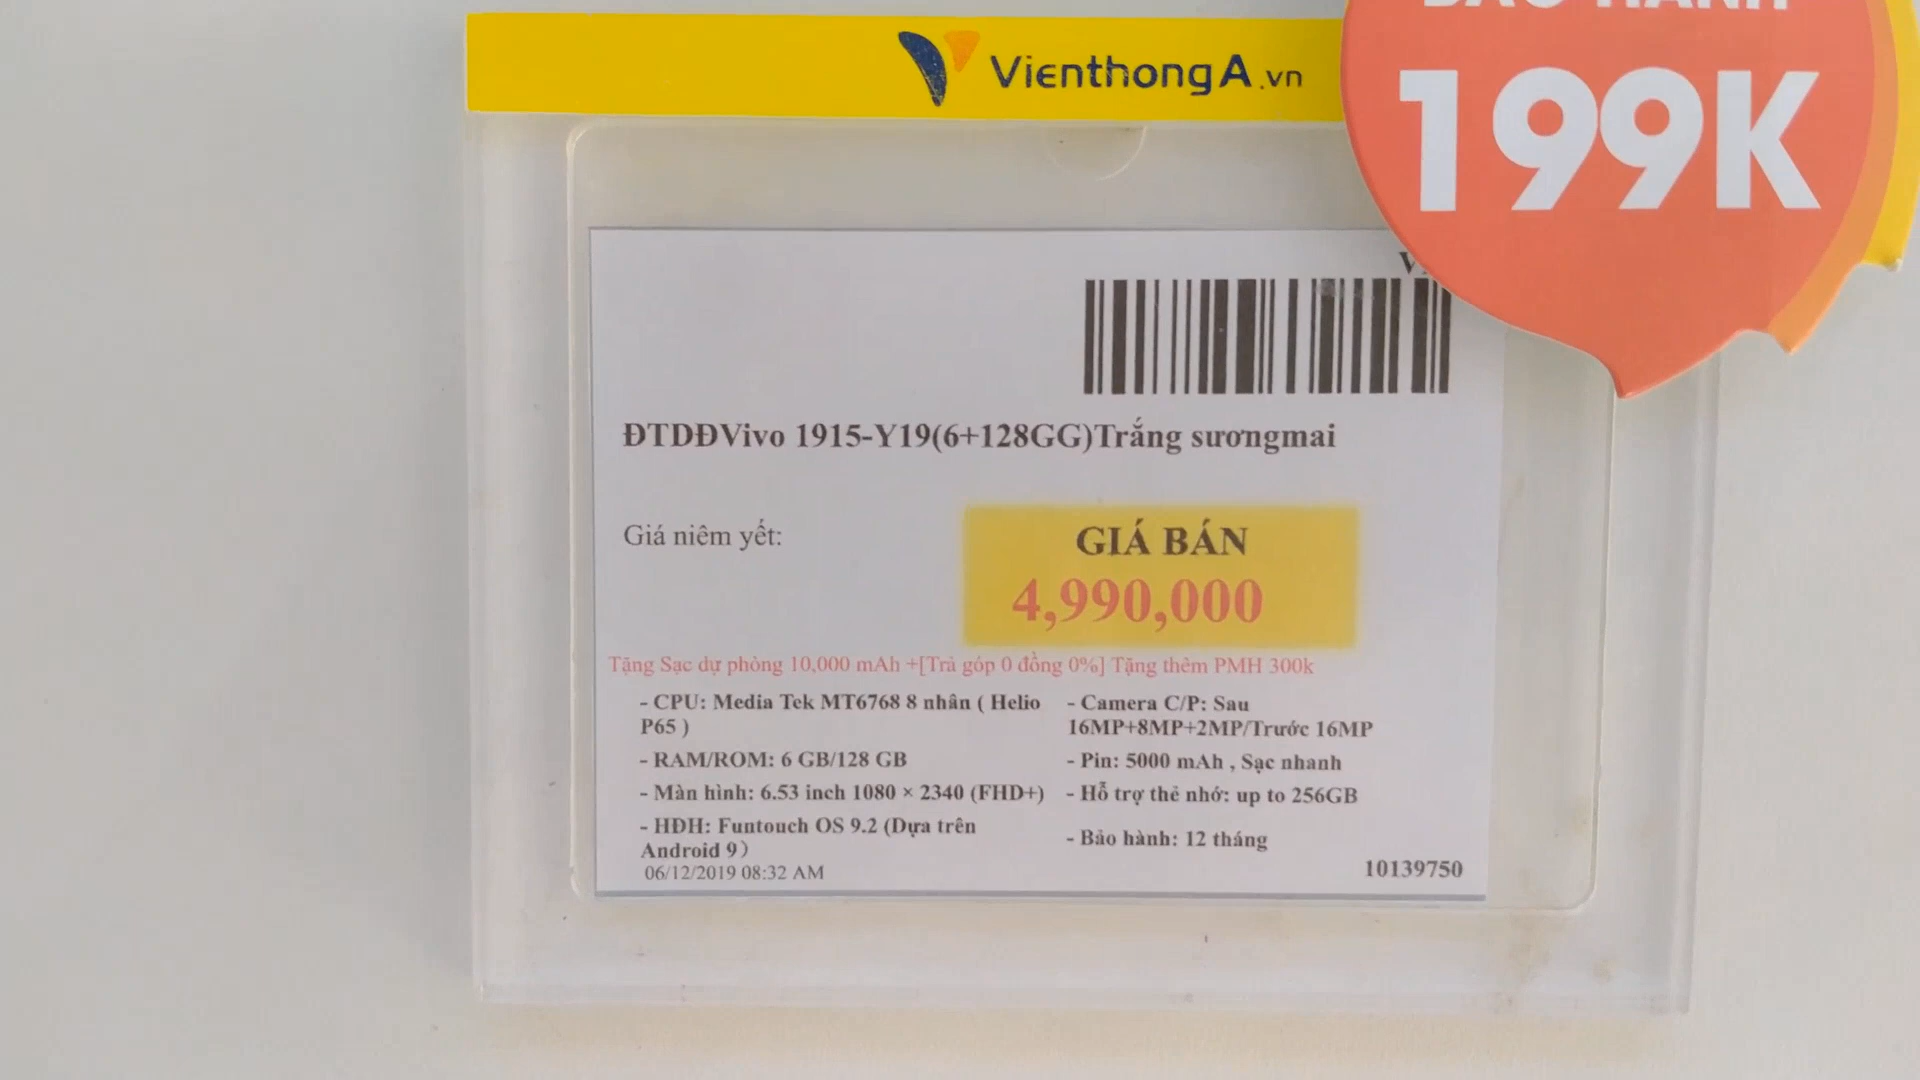 VienthongA.vn
BẢO HÀNH
199K
ĐTDĐVivo 1915-Y19(6+128GG)Trắng sươngmai
Giá niêm yết:
GIÁ BÁN
4,990,000
Tặng Sạc dự phòng 10,000 mAh +[Trả góp 0 đồng 0%] Tặng thêm PMH 300k
- CPU: Media Tek MT6768 8 nhân ( Helio
P65 )
- RAM/ROM: 6 GB/128 GB
- Màn hình: 6.53 inch 1080 × 2340 (FHD+)
- HĐH: Funtouch OS 9.2 (Dựa trên
Android 9)
- Camera C/P: Sau
16MP+8MP+2MP/Trước 16MP
- Pin: 5000 mAh , Sạc nhanh
- Hỗ trợ thẻ nhớ: up to 256GB
- Bảo hành: 12 tháng
06/12/2019 08:32 AM
10139750